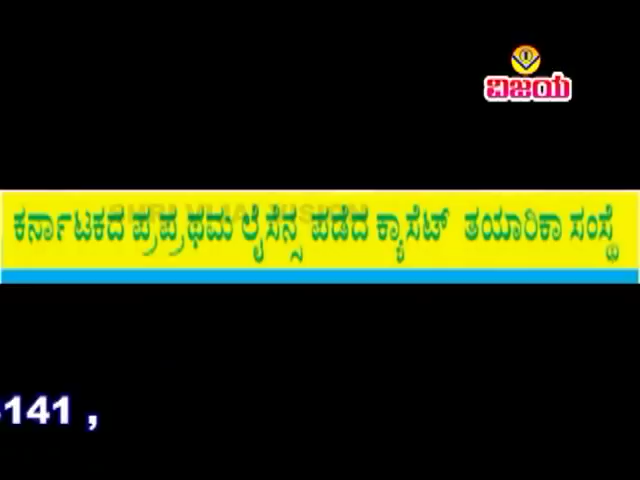 ವಿಜಯ
ಕರ್ನಾಟಕದ ಪ್ರಪ್ರಥಮ ಲೈಸೆನ್ಸ ಪಡೆದ ಕ್ಯಾಸೆಟ್ ತಯಾರಿಕಾ ಸಂಸ್ಥೆ
141 ,